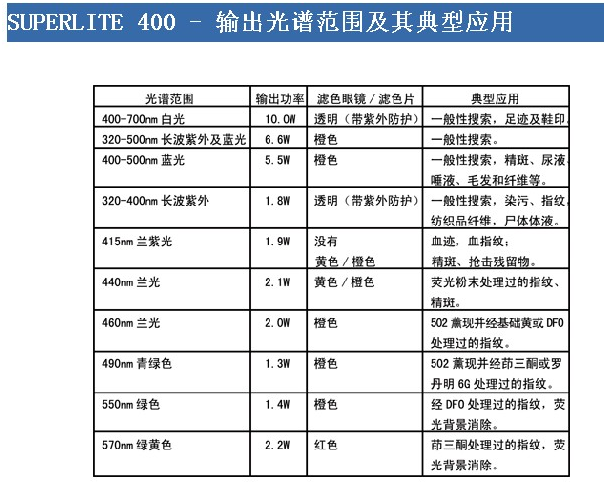 SUPERLITE 400 - 输出光谱范围及其典型应用
光谱范围 输出功率 滤色眼镜/滤色片 典型应用
400-700nm 白光 10.0W 透明（带紫外防护） 一般性搜索，足迹及鞋印。
320-500nm 长波紫外及蓝光 6.6W 橙色 一般性搜索。
400-500nm 蓝光 5.5W 橙色 一般性搜索，精斑、尿液，
唾液、毛发和纤维等。
320-400nm 长波紫外 1.8W 透明（带紫外防护） 一般性搜索，染污、指纹，
纺织品纤维，尸体体液。
415nm 兰紫光 1.9W 没有 血迹，血指纹；
黄色/橙色 精斑、抢击残留物。
440nm 兰光 2.1W 黄色/橙色 荧光粉末处理过的指纹、
精斑。
460nm 兰光 2.0W 橙色 502 薰现并经基础黄或DFO
处理过的指纹。
490nm 青绿色 1.3W 橙色 502 薰现并经茚三酮或罗
丹明6G处理过的指纹。
550nm 绿色 1.4W 橙色 经DFO处理过的指纹，荧
光背景消除。
570nm 绿黄色 2.2W 红色 茚三酮处理过的指纹，荧
光背景消除。